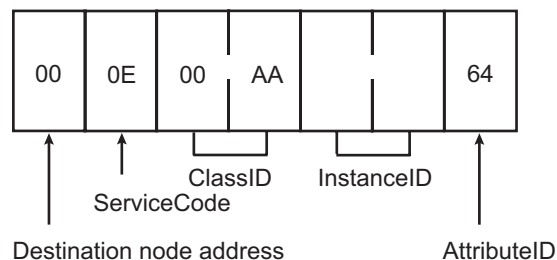 00 0E 00 AA 64
ClassID InstanceID
ServiceCode
Destination node address AttributeID